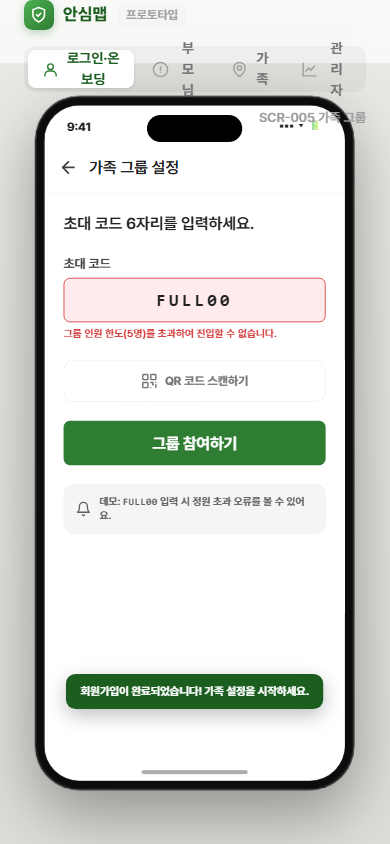 안심맵 프로토타입
로그인·온
보딩
부
모
님
가
족
관
리
자
SCR-005 가족 그룹
9:41
가족 그룹 설정
초대 코드 6자리를 입력하세요.
초대 코드
FULL00
그룹 인원 한도(5명)를 초과하여 진입할 수 없습니다.
QR 코드 스캔하기
그룹 참여하기
데모: FULL00 입력 시 정원 초과 오류를 볼 수 있어
요.
회원가입이 완료되었습니다! 가족 설정을 시작하세요.